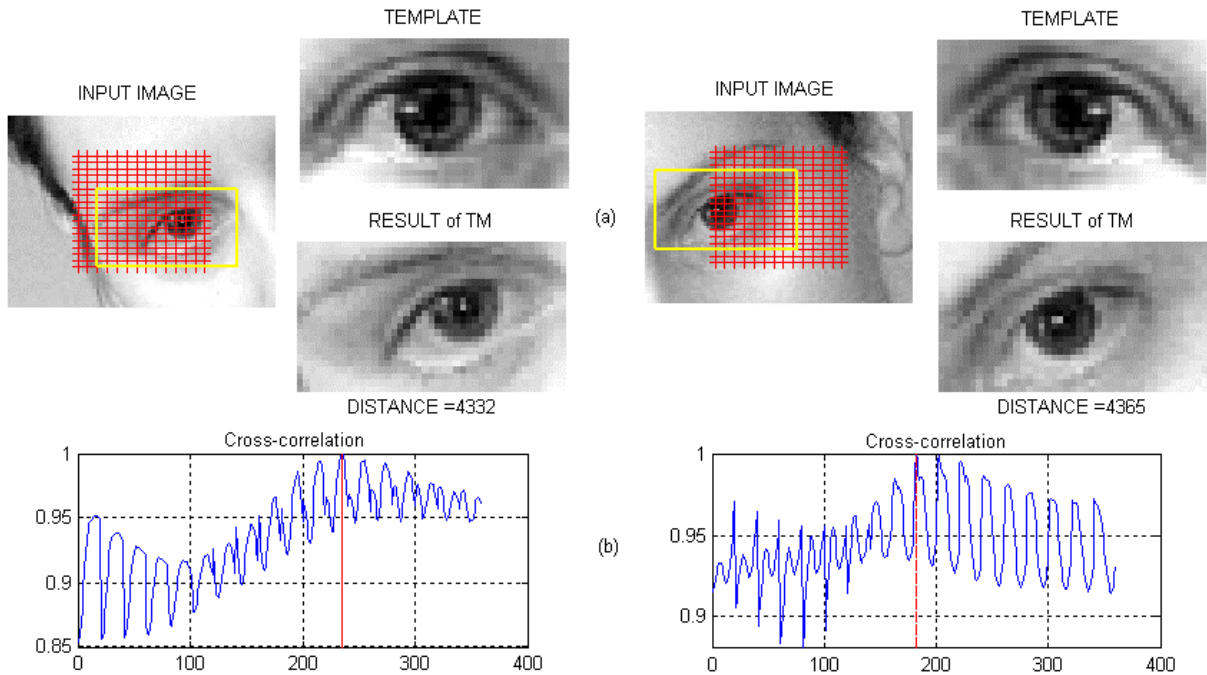 TEMPLATE
INPUT IMAGE
RESULT of TM
DISTANCE =4332
(a)
TEMPLATE
INPUT IMAGE
RESULT of TM
DISTANCE =4365
Cross-correlation
1
0.95
0.9
0.85
0 100 200 300 400
(b)
Cross-correlation
1
0.95
0.9
0 100 200 300 400